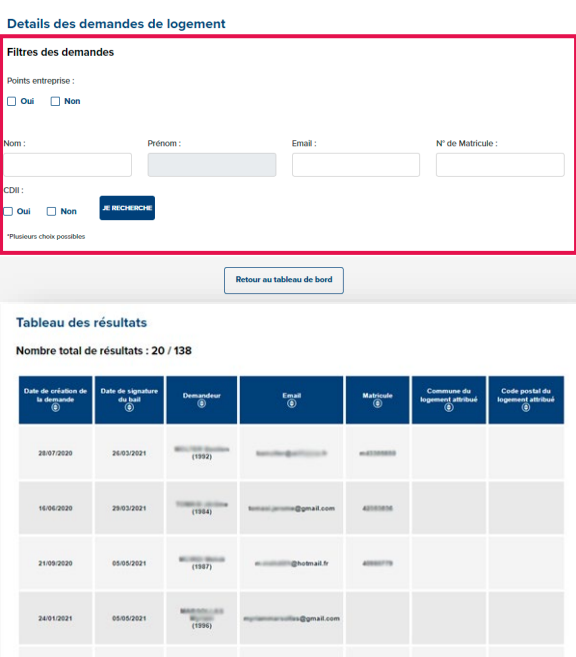 Details des demandes de logement
Filtres des demandes
Points entreprise :
Oui Non
Nom : Prénom : Email : N° de Matricule :
CDII :
Oui Non JE RECHERCHE
*Plusieurs choix possibles
Retour au tableau de bord
Tableau des résultats
Nombre total de résultats : 20 / 138
Date de création de la demande
Date de signature du bail
Demandeur
Email
Matricule
Commune du logement attribué
Code postal du logement attribué
28/07/2020 26/03/2021
(1992)
16/06/2020 29/03/2021 @gmail.com
(1984)
21/09/2020 05/05/2021 @hotmail.fr
(1987)
24/01/2021 05/05/2021 @gmail.com
(1996)